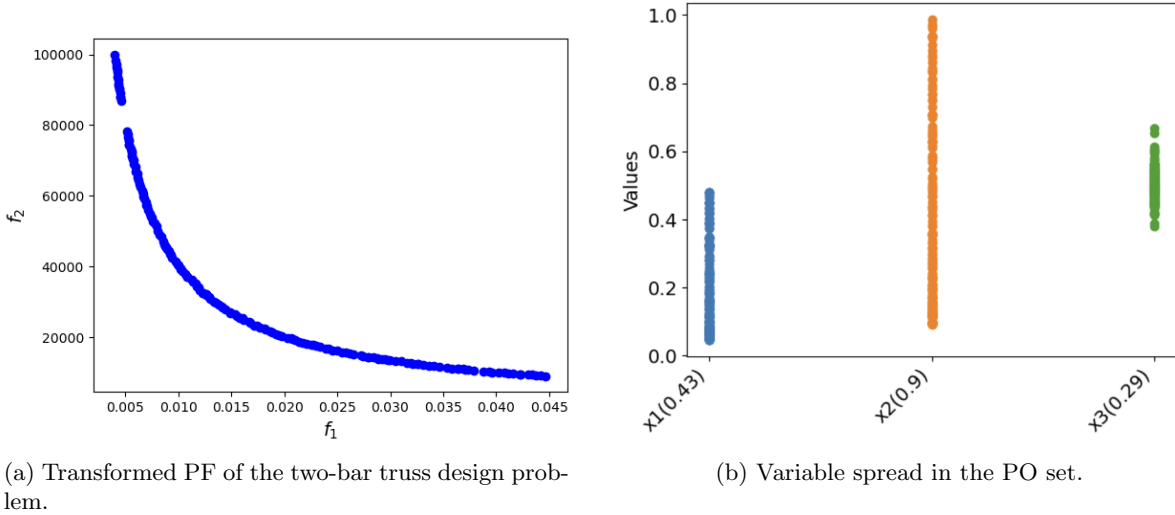 100000
80000
60000
40000
20000
f2
0.005 0.010 0.015 0.020 0.025 0.030 0.035 0.040 0.045
f1
1.0
0.8
0.6
0.4
0.2
0.0
Values
x1(0.43)
x2(0.9)
x3(0.29)
(a) Transformed PF of the two-bar truss design prob-
lem.
(b) Variable spread in the PO set.